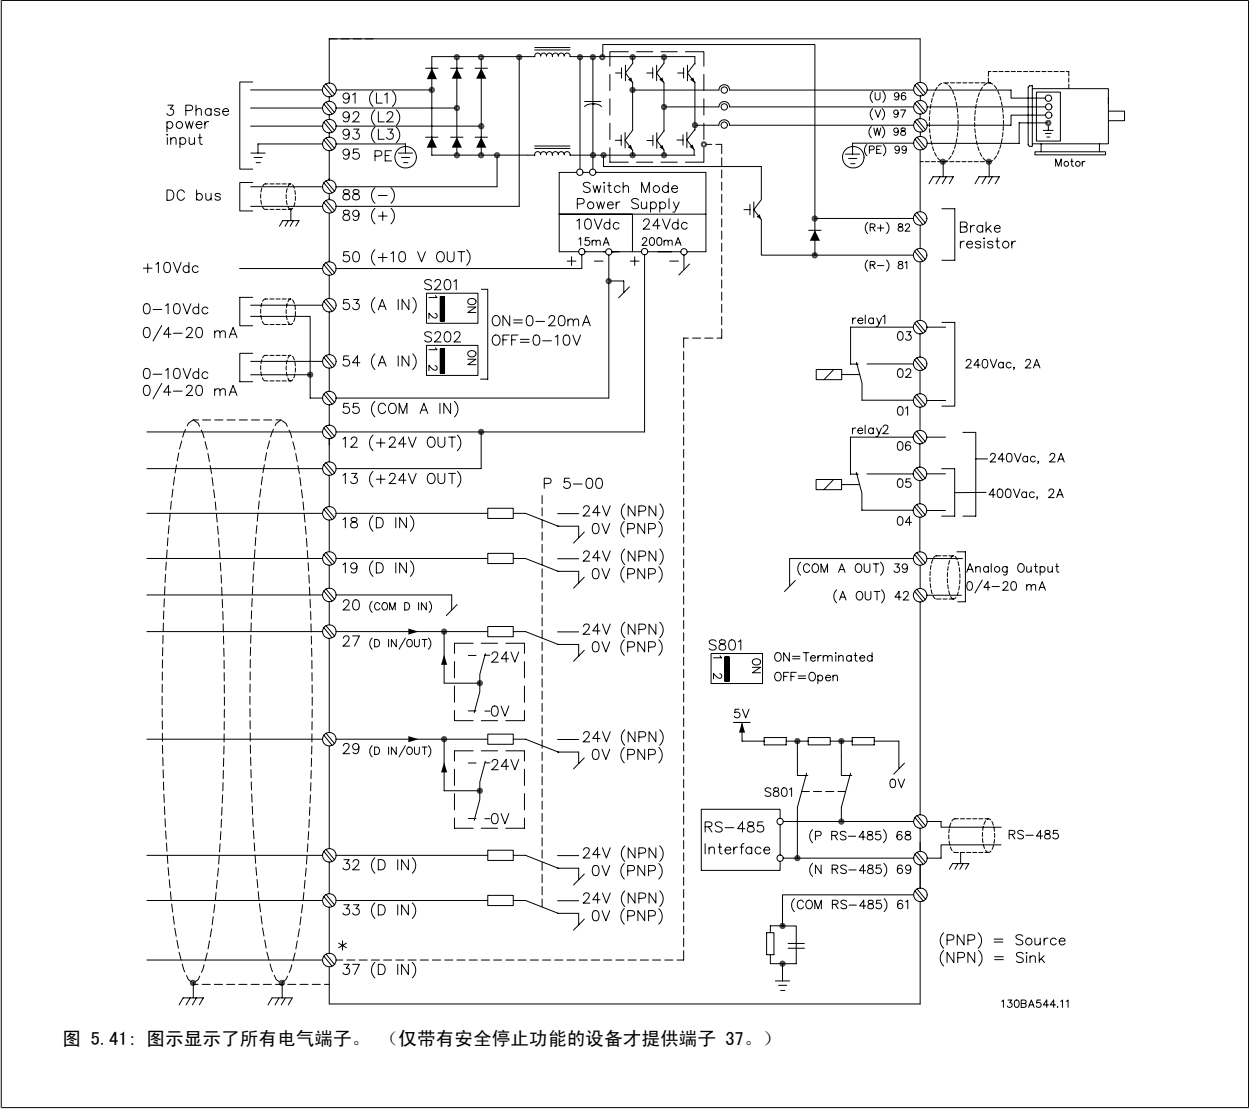 3 Phase
power
input
91 (L1)
92 (L2)
93 (L3)
95 PE
DC bus
88 (−)
89 (+)
+10Vdc
50 (+10 V OUT)
0−10Vdc
0/4−20 mA
53 (A IN)
S201
1 2
ON
ON=0−20mA
OFF=0−10V
S202
1 2
ON
0−10Vdc
0/4−20 mA
54 (A IN)
55 (COM A IN)
12 (+24V OUT)
13 (+24V OUT)
Switch Mode
Power Supply
10Vdc
15mA
24Vdc
200mA
+ − + −
P 5-00
18 (D IN)
24V (NPN)
0V (PNP)
19 (D IN)
24V (NPN)
0V (PNP)
20 (COM D IN)
27 (D IN/OUT)
24V (NPN)
0V (PNP)
24V
0V
29 (D IN/OUT)
24V (NPN)
0V (PNP)
24V
0V
32 (D IN)
24V (NPN)
0V (PNP)
33 (D IN)
24V (NPN)
0V (PNP)
*
37 (D IN)
(U) 96
(V) 97
(W) 98
(PE) 99
Motor
(R+) 82
(R−) 81
Brake
resistor
relay1
03
02
01
240Vac, 2A
relay2
06
05
04
240Vac, 2A
400Vac, 2A
(COM A OUT) 39
(A OUT) 42
Analog Output
0/4−20 mA
S801
1 2
ON
ON=Terminated
OFF=Open
5V
0V
S801
RS-485
Interface
(P RS-485) 68
(N RS-485) 69
(COM RS-485) 61
RS-485
(PNP) = Source
(NPN) = Sink
130BA544.11
图 5.41: 图示显示了所有电气端子。 （仅带有安全停止功能的设备才提供端子 37。）